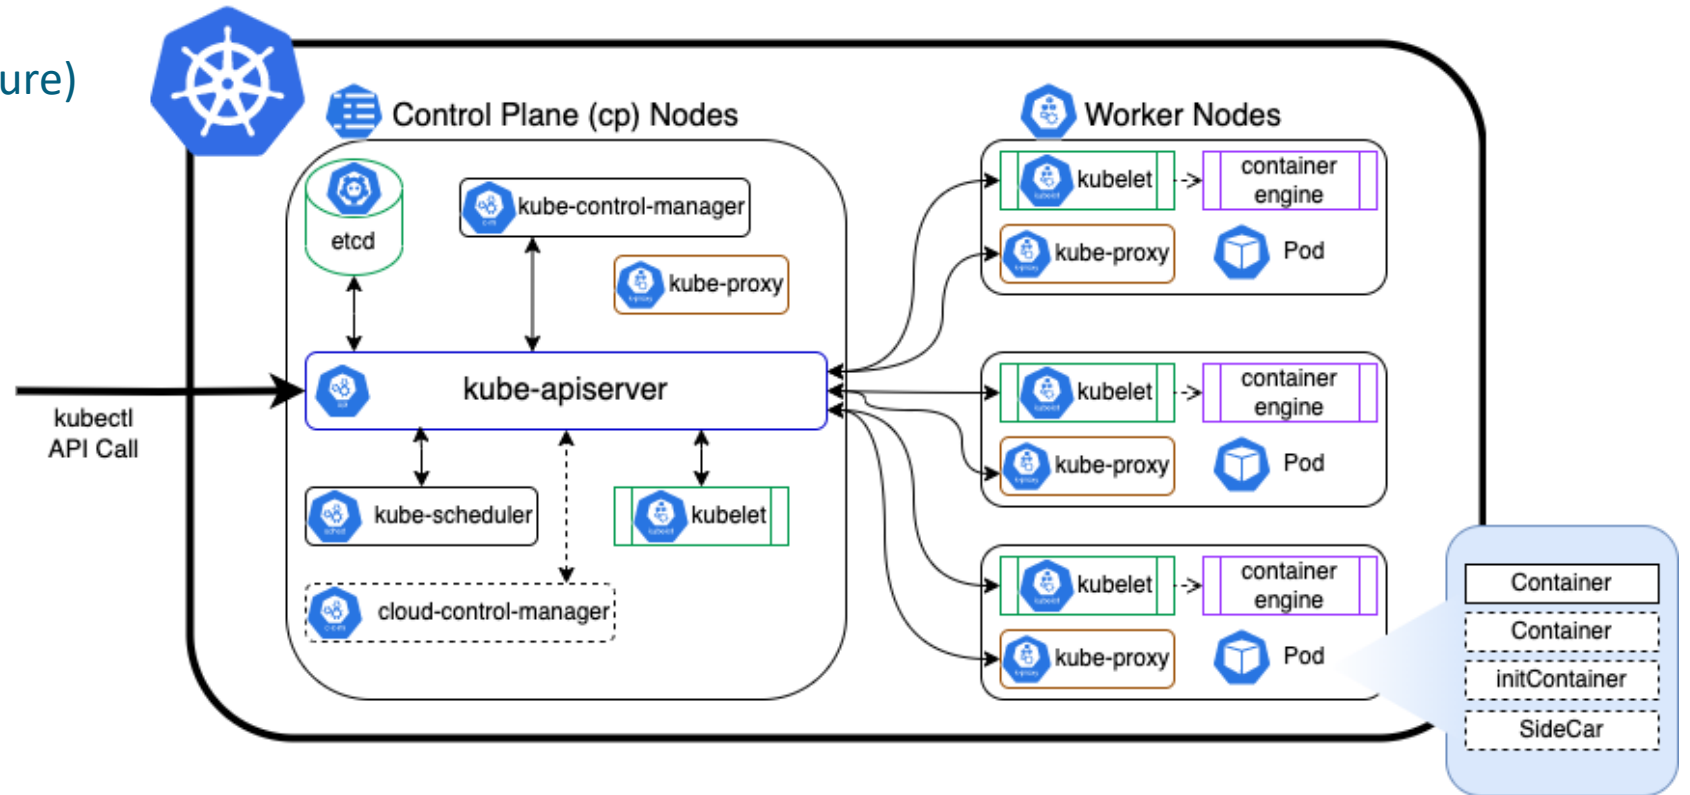 ure)
Control Plane (cp) Nodes
Worker Nodes
etcd
kube-control-manager
kube-proxy
kube-apiserver
kubectl
API Call
kube-scheduler
kubelet
cloud-control-manager
kubelet
container
engine
kube-proxy
Pod
kubelet
container
engine
kube-proxy
Pod
kubelet
container
engine
kube-proxy
Pod
Container
Container
initContainer
SideCar